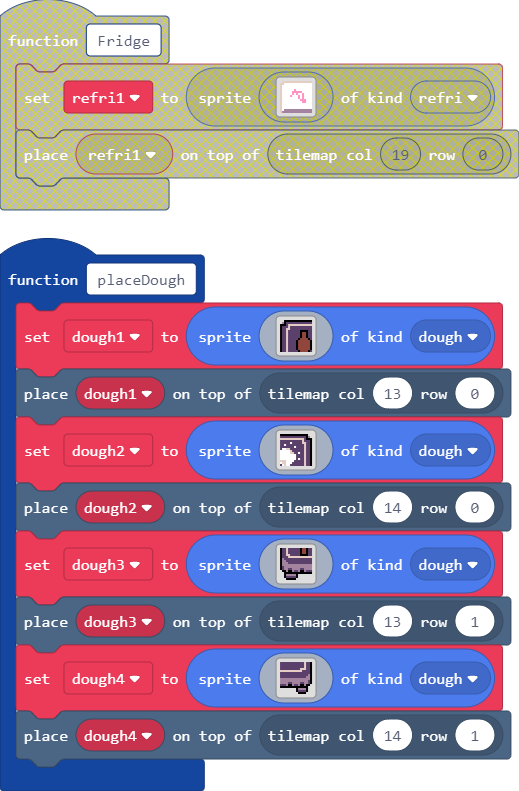 function Fridge
set refri1 to sprite of kind refri
place refri1 on top of tilemap col 19 row 0
function placeDough
set dough1 to sprite of kind dough
place dough1 on top of tilemap col 13 row 0
set dough2 to sprite of kind dough
place dough2 on top of tilemap col 14 row 0
set dough3 to sprite of kind dough
place dough3 on top of tilemap col 13 row 1
set dough4 to sprite of kind dough
place dough4 on top of tilemap col 14 row 1